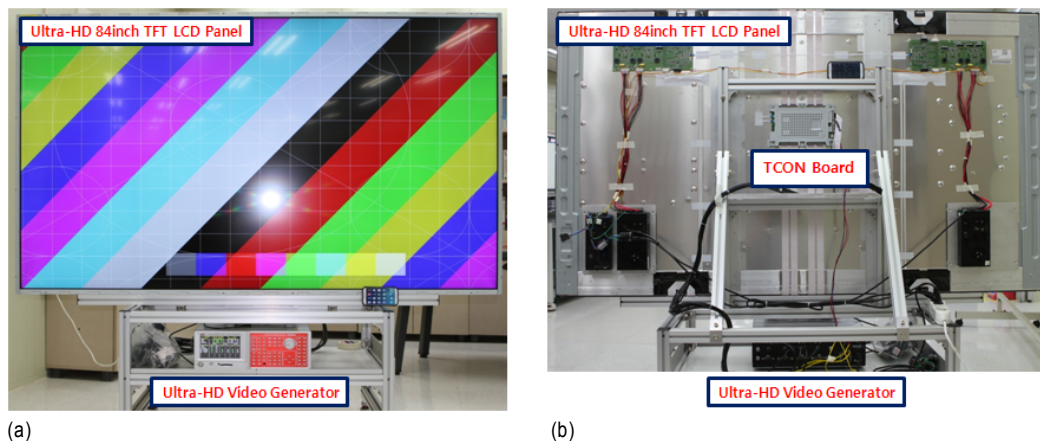 Ultra-HD 84inch TFT LCD Panel
Ultra-HD Video Generator
(a)
Ultra-HD 84inch TFT LCD Panel
TCON Board
Ultra-HD Video Generator
(b)